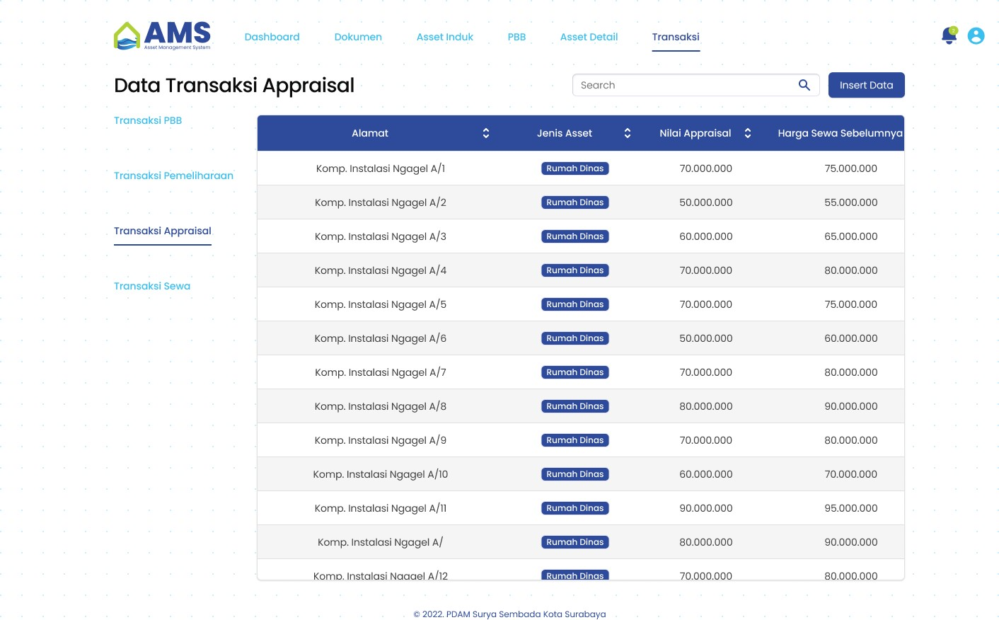 AMS
Asset Management System
Dashboard Dokumen Asset Induk PBB Asset Detail Transaksi
2
Data Transaksi Appraisal
Search
Insert Data
Transaksi PBB
Transaksi Pemeliharaan
Transaksi Appraisal
Transaksi Sewa
Alamat Jenis Asset Nilai Appraisal Harga Sewa Sebelumnya
Komp. Instalasi Ngagel A/1 Rumah Dinas 70.000.000 75.000.000
Komp. Instalasi Ngagel A/2 Rumah Dinas 50.000.000 55.000.000
Komp. Instalasi Ngagel A/3 Rumah Dinas 60.000.000 65.000.000
Komp. Instalasi Ngagel A/4 Rumah Dinas 70.000.000 80.000.000
Komp. Instalasi Ngagel A/5 Rumah Dinas 70.000.000 75.000.000
Komp. Instalasi Ngagel A/6 Rumah Dinas 50.000.000 60.000.000
Komp. Instalasi Ngagel A/7 Rumah Dinas 70.000.000 80.000.000
Komp. Instalasi Ngagel A/8 Rumah Dinas 80.000.000 90.000.000
Komp. Instalasi Ngagel A/9 Rumah Dinas 70.000.000 80.000.000
Komp. Instalasi Ngagel A/10 Rumah Dinas 60.000.000 70.000.000
Komp. Instalasi Ngagel A/11 Rumah Dinas 90.000.000 95.000.000
Komp. Instalasi Ngagel A/ Rumah Dinas 80.000.000 90.000.000
Komp. Instalasi Ngagel A/12 Rumah Dinas 70.000.000 80.000.000
© 2022. PDAM Surya Sembada Kota Surabaya